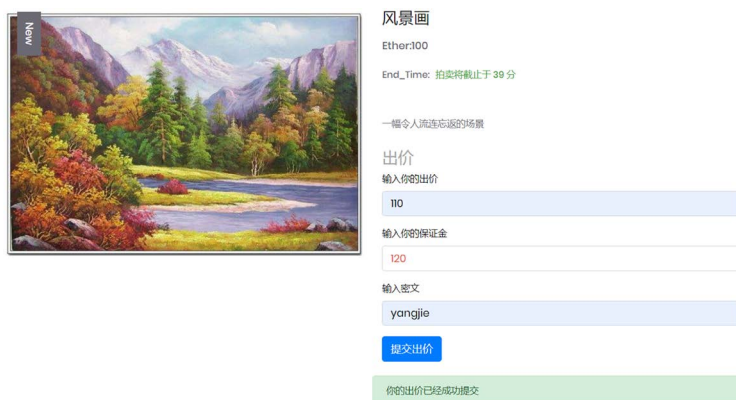 New
风景画
Ether:100
End_Time: 拍卖将截止于 39 分
一幅令人流连忘返的场景
出价
输入你的出价
110
输入你的保证金
120
输入密文
yangjie
提交出价
你的出价已经成功提交